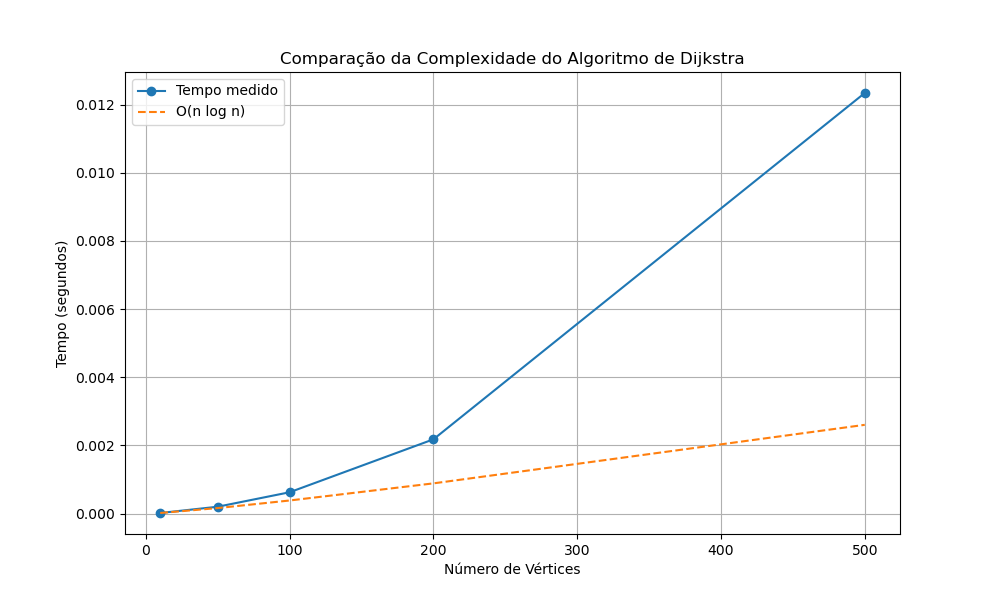 Comparação da Complexidade do Algoritmo de Dijkstra
Tempo medido
O(n log n)
0.012
0.010
0.008
0.006
0.004
0.002
0.000
Tempo (segundos)
0 100 200 300 400 500
Número de Vértices